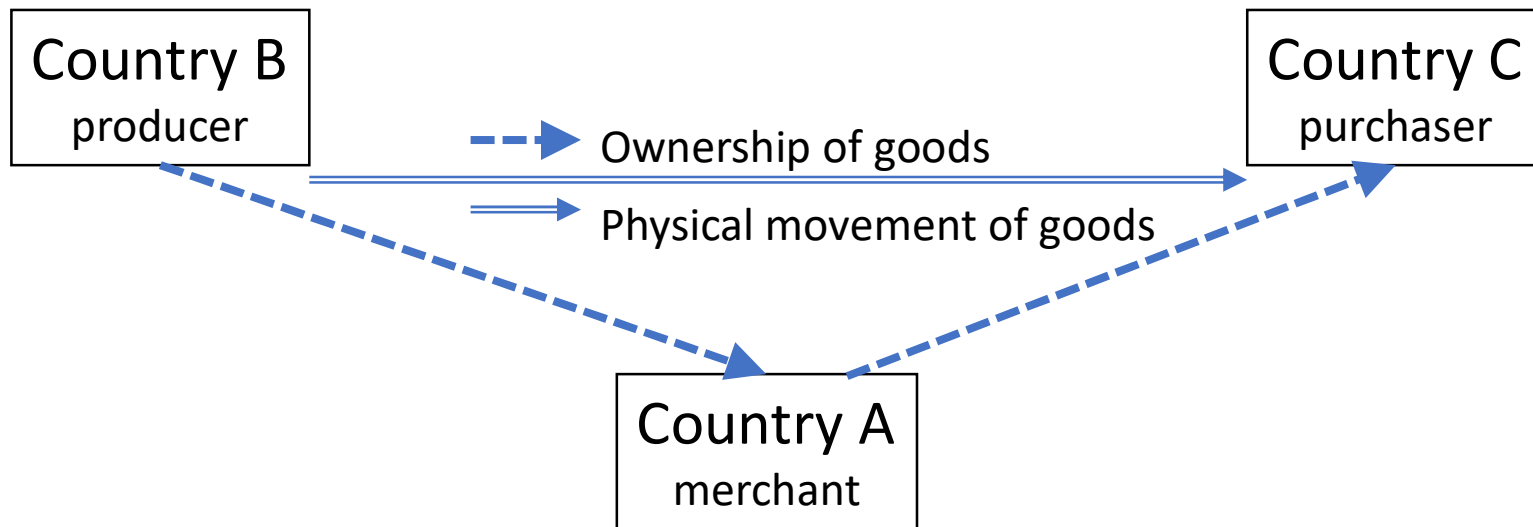 Country B
producer
Country C
purchaser
Ownership of goods
Physical movement of goods
Country A
merchant